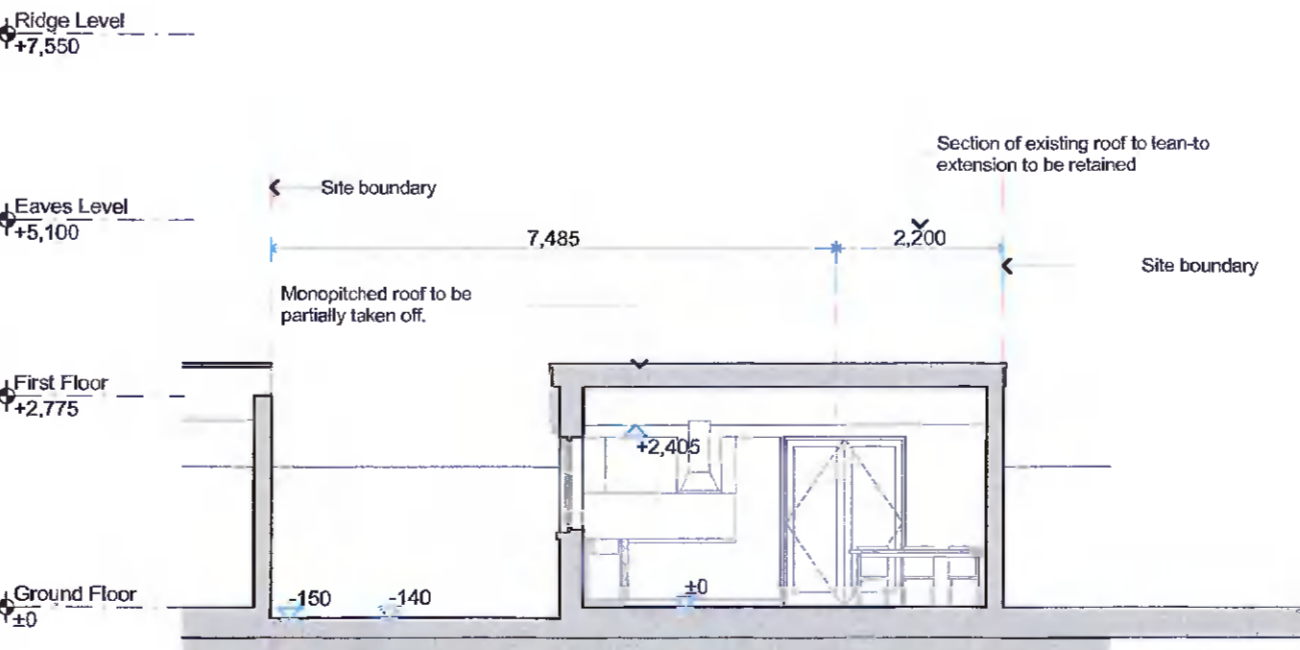 Ridge Level
+7,550
Section of existing roof to lean-to
extension to be retained
Site boundary
Eaves Level
+5,100
7,485
2,200
Site boundary
Monopitched roof to be
partially taken off.
First Floor
+2,775
+2,405
±0
Ground Floor
±0
-150
-140